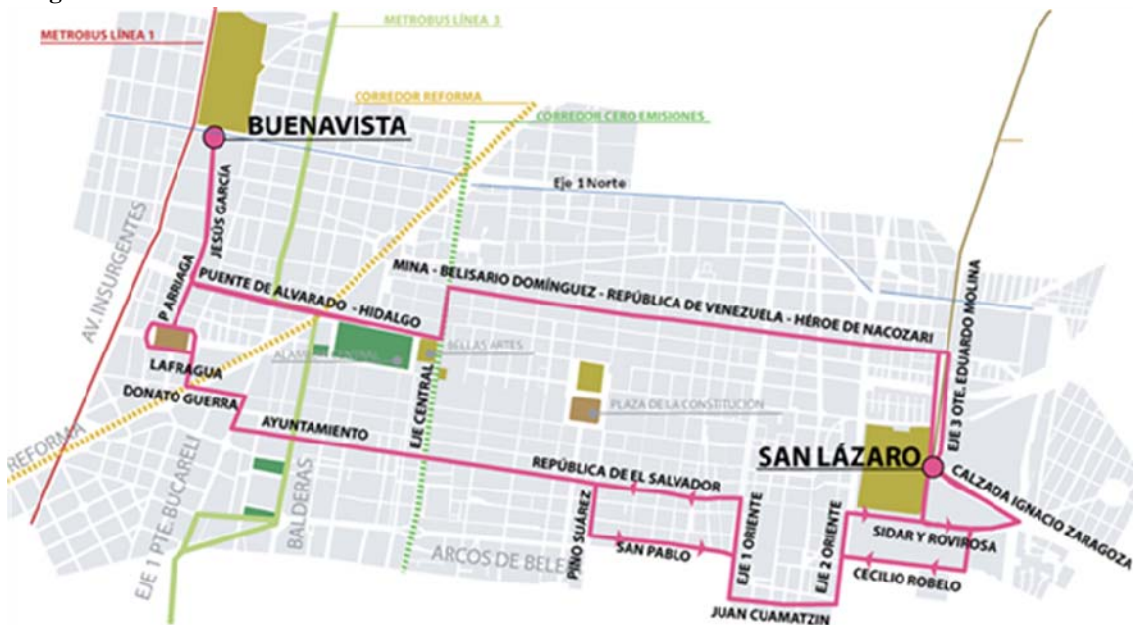 METROBUS LÍNEA 3
METROBUS LÍNEA 1
CORREDOR REFORMA
CORREDOR CERO EMISIONES
BUENAVISTA
Eje 1 Norte
JESÚS GARCÍA
AV. INSURGENTES
P ARRIAGA
PUENTE DE ALVARADO - HIDALGO
MINA - BELISARIO DOMÍNGUEZ - REPÚBLICA DE VENEZUELA - HÉROE DE NACOZARI
EJE 3 OTE. EDUARDO MOLINA
BELLAS ARTES
LAFRAGUA
DONATO GUERRA
EJE CENTRAL
PLAZA DE LA CONSTITUCIÓN
AYUNTAMIENTO
REFORMA
SAN LÁZARO
REPÚBLICA DE EL SALVADOR
CALZADA IGNACIO ZARAGOZA
EJE 1 PTE. BUCARELI
BALDERAS
PINO SUÁREZ
SAN PABLO
ARCOS DE BELE
EJE 1 ORIENTE
EJE 2 ORIENTE
SIDAR Y ROVIROSA
CECILIO ROBELO
JUAN CUAMATZIN